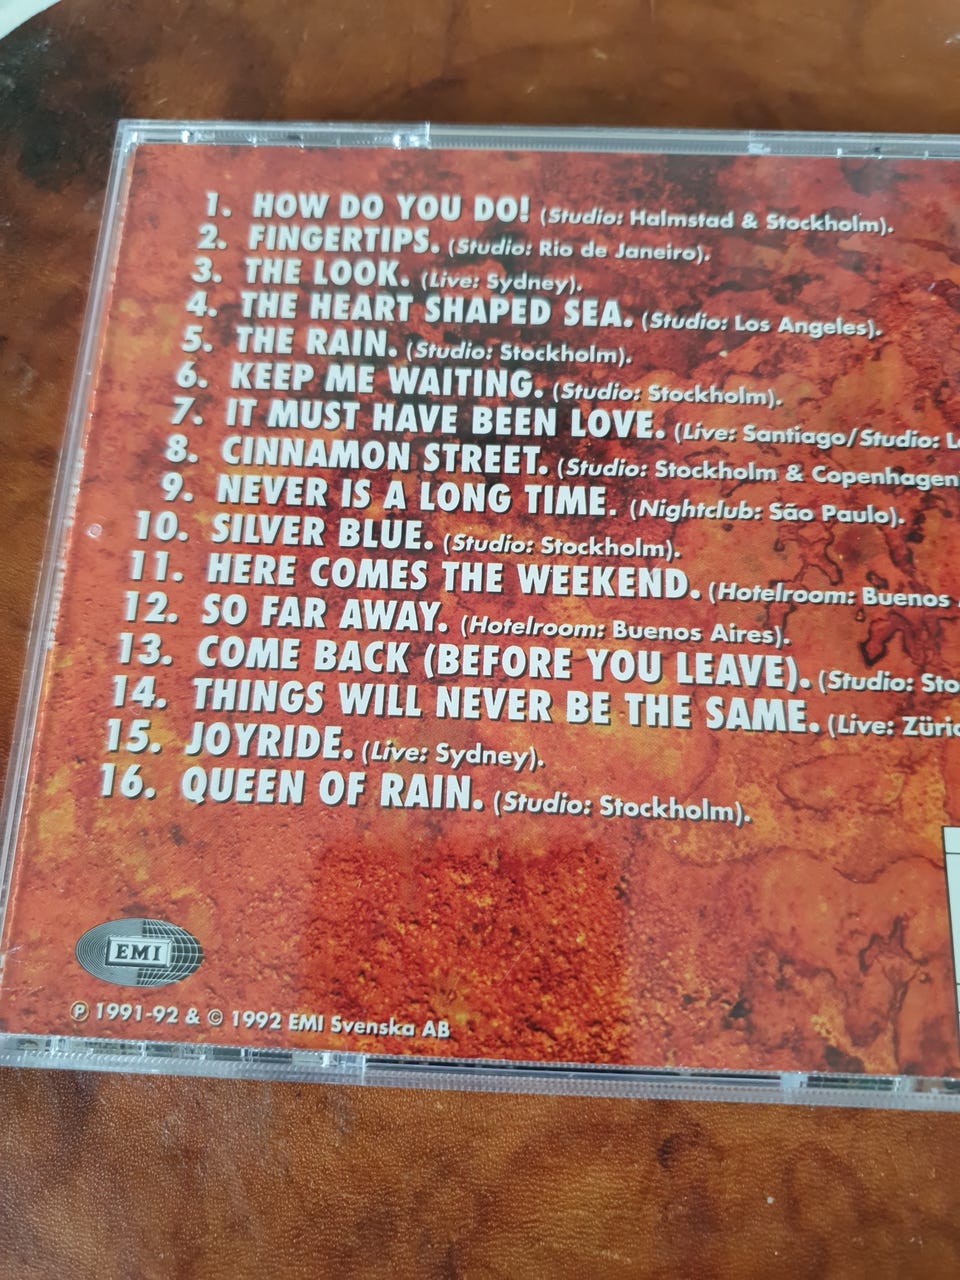 1. HOW DO YOU DO! (Studio: Halmstad & Stockholm).
2. FINGERTIPS. (Studio: Rio de Janeiro).
3. THE LOOK. (Live: Sydney).
4. THE HEART SHAPED SEA. (Studio: Los Angeles).
5. THE RAIN. (Studio: Stockholm).
6. KEEP ME WAITING. (Studio: Stockholm).
7. IT MUST HAVE BEEN LOVE. (Live: Santiago/Studio:
8. CINNAMON STREET. (Studio: Stockholm & Copenhagen
9. NEVER IS A LONG TIME. (Nightclub: São Paulo).
10. SILVER BLUE. (Studio: Stockholm).
11. HERE COMES THE WEEKEND. (Hotelroom: Buenos
12. SO FAR AWAY. (Hotelroom: Buenos Aires).
13. COME BACK (BEFORE YOU LEAVE). (Studio: Sto
14. THINGS WILL NEVER BE THE SAME. (Live: Züric
15. JOYRIDE. (Live: Sydney).
16. QUEEN OF RAIN. (Studio: Stockholm).
EMI
℗ 1991-92 & © 1992 EMI Svenska AB